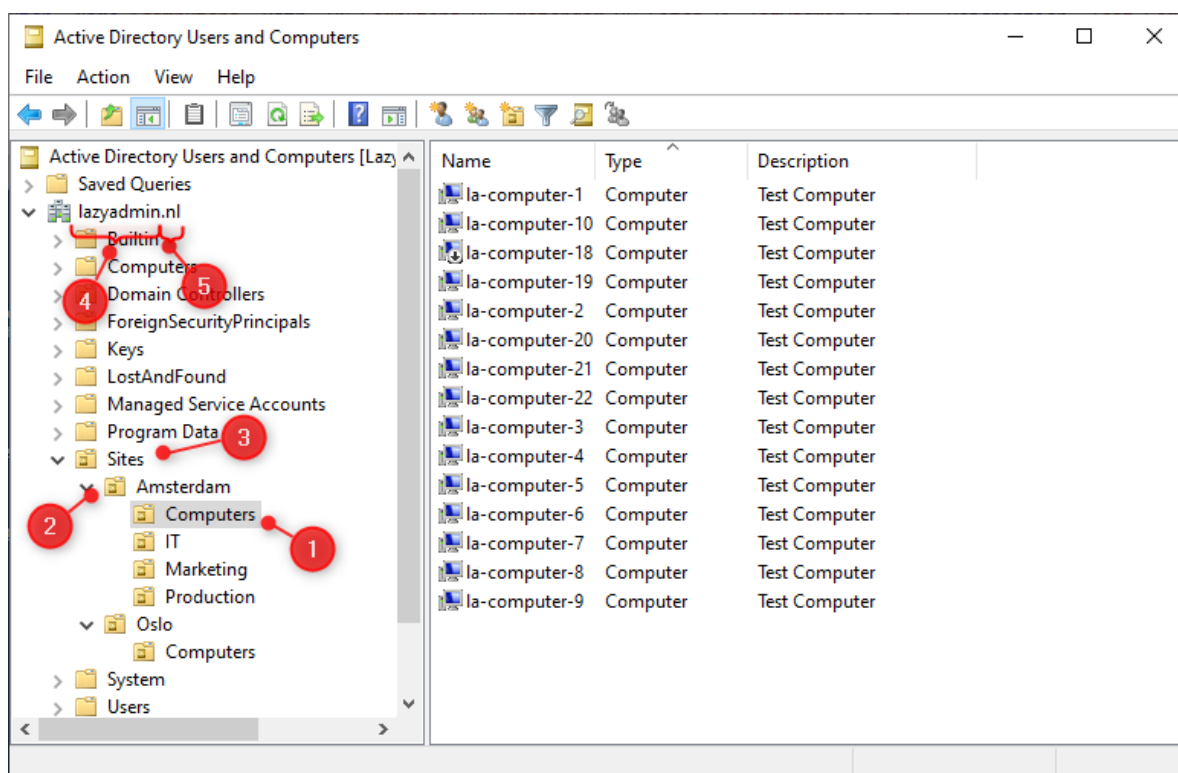 Active Directory Users and Computers
File Action View Help
Active Directory Users and Computers [Lazy
Saved Queries
lazyadmin.nl
Builtin
Computers
Domain Controllers
ForeignSecurityPrincipals
Keys
LostAndFound
Managed Service Accounts
Program Data
Sites
Amsterdam
Computers
IT
Marketing
Production
Oslo
Computers
System
Users
4
5
3
2
1
Name Type Description
la-computer-1 Computer Test Computer
la-computer-10 Computer Test Computer
la-computer-18 Computer Test Computer
la-computer-19 Computer Test Computer
la-computer-2 Computer Test Computer
la-computer-20 Computer Test Computer
la-computer-21 Computer Test Computer
la-computer-22 Computer Test Computer
la-computer-3 Computer Test Computer
la-computer-4 Computer Test Computer
la-computer-5 Computer Test Computer
la-computer-6 Computer Test Computer
la-computer-7 Computer Test Computer
la-computer-8 Computer Test Computer
la-computer-9 Computer Test Computer